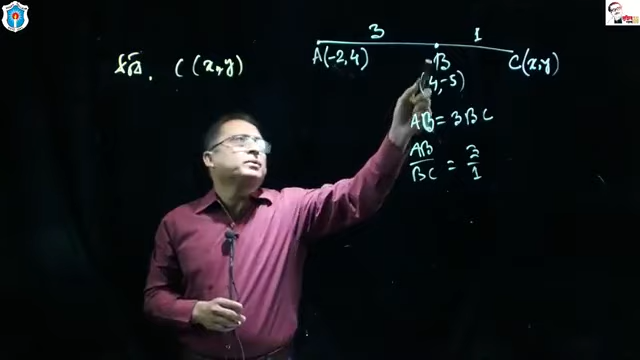 3 1
A(-2,4) B C(x,y)
ধরি, C(x,y)
4,-5)
AB = 3BC
AB/BC = 3/1